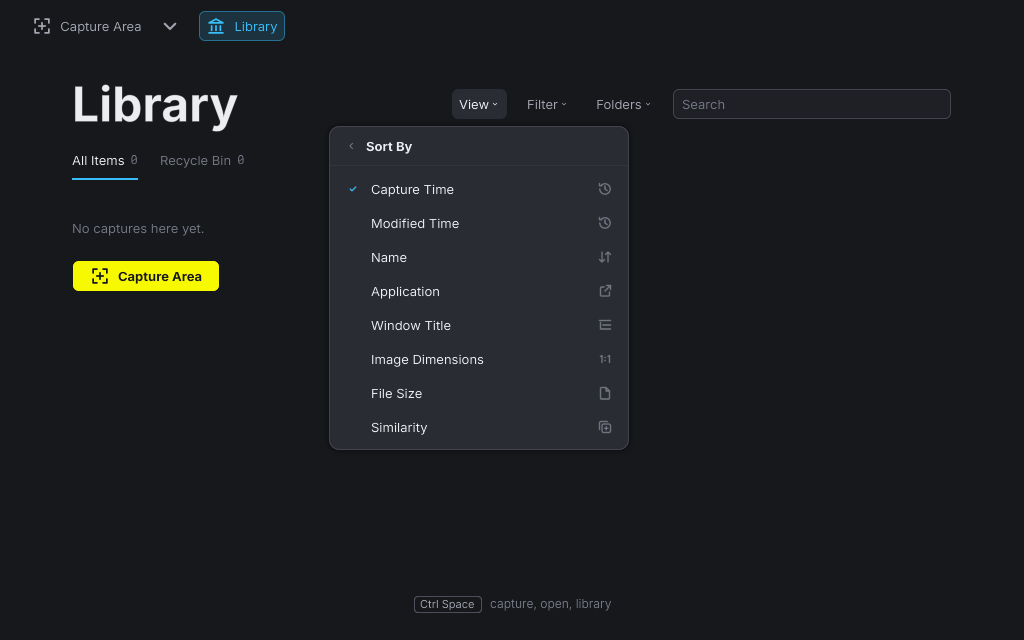 Capture Area
Library
Library
View
Filter
Folders
Search
All Items 0
Recycle Bin 0
Sort By
Capture Time
Modified Time
Name
Application
Window Title
Image Dimensions 1:1
File Size
Similarity
No captures here yet.
Capture Area
Ctrl Space capture, open, library